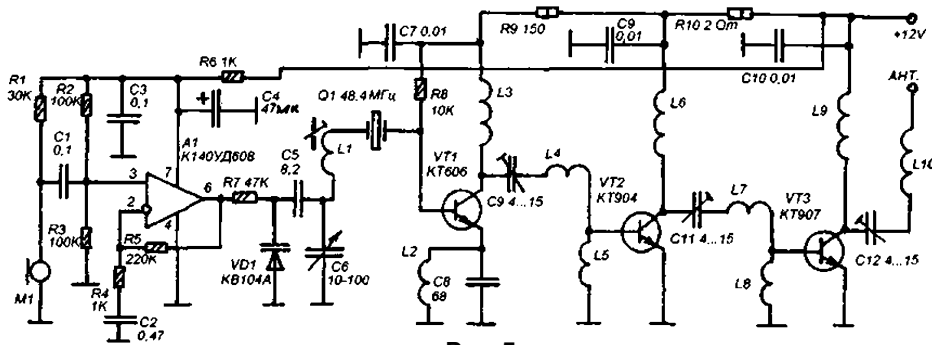 C7 0,01
R9 150
C9
0,01
R10 2 Om
+12V
C10 0,01
R1
30K
R2
100K
C3
0,1
R6 1K
C4
47мк
Q1 48.4 МГц
R8
10K
L3
L6
L9
АНТ.
L10
C1
0,1
A1
К140УД608
L1
VT1
КТ606
L4
VT2
КТ904
L7
VT3
КТ907
3
2
7
6
4
R7 47K
C5
8,2
C9 4...15
C11 4...15
C12 4...15
R3
100K
R5
220K
L2
L5
L8
M1
R4
1K
VD1
КВ104А
C6
10-100
C8
68
C2
0,47